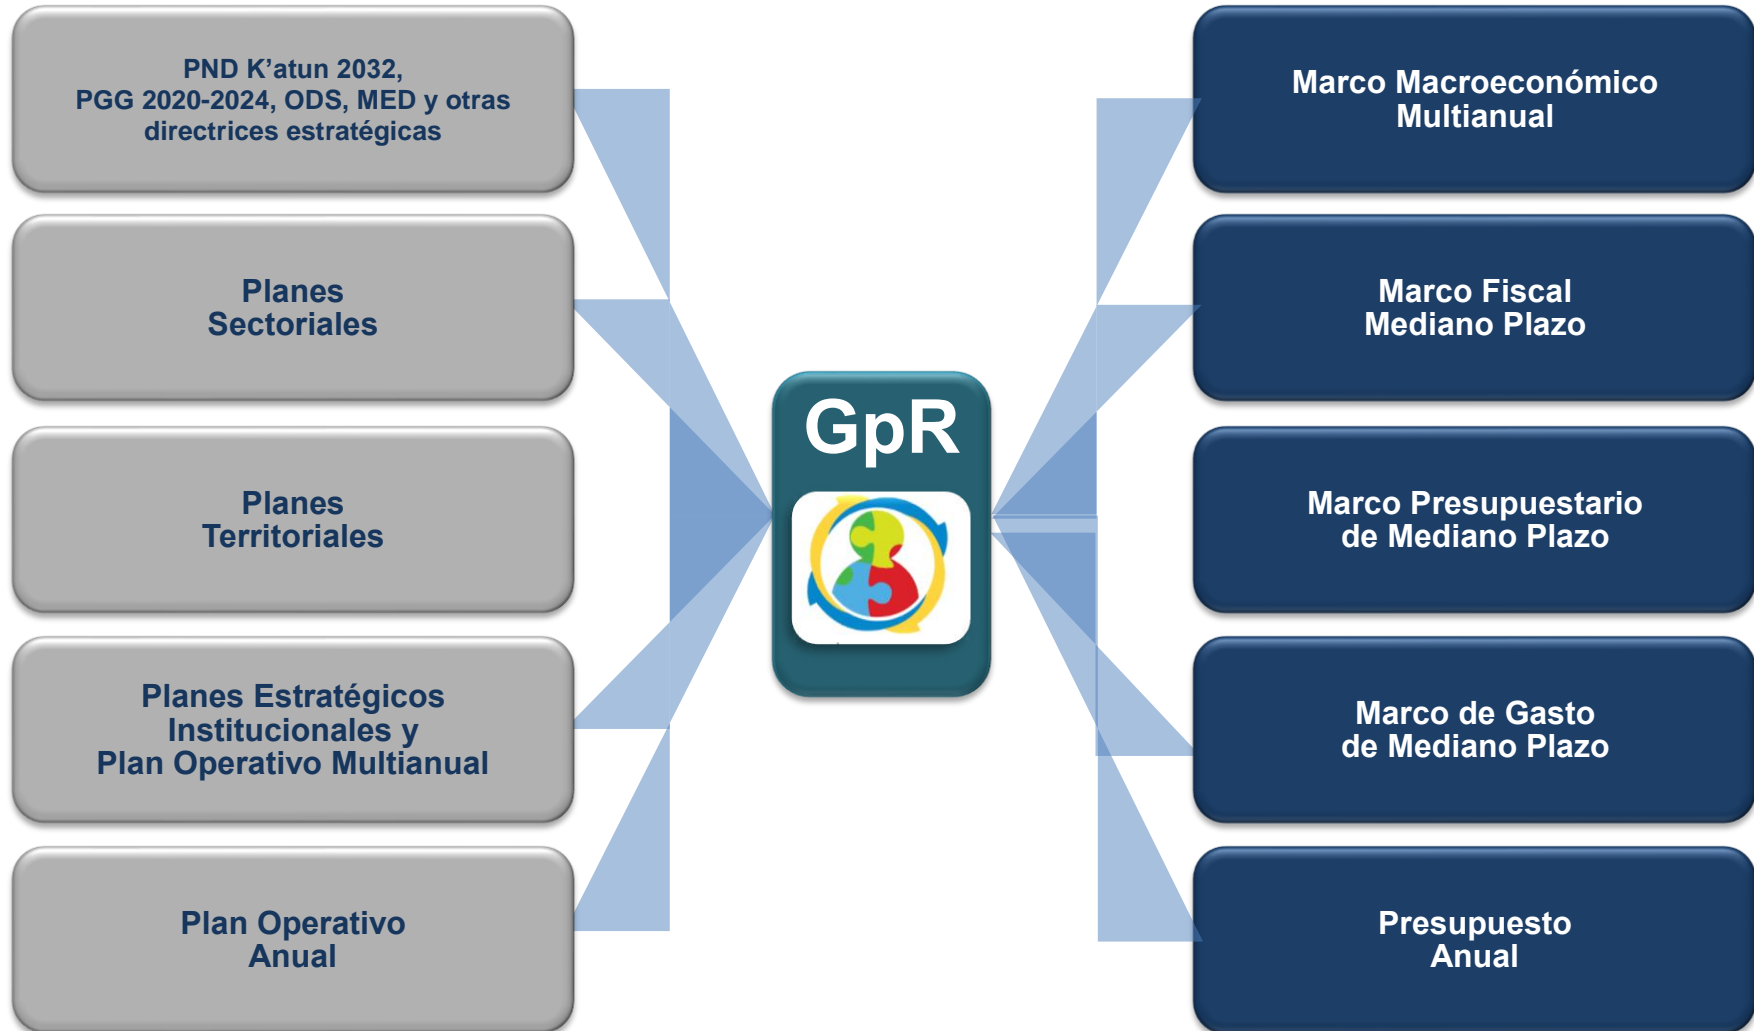 PND K’atun 2032,
PGG 2020-2024, ODS, MED y otras
directrices estratégicas
Planes
Sectoriales
Planes
Territoriales
Planes Estratégicos
Institucionales y
Plan Operativo Multianual
Plan Operativo
Anual
GpR
Marco Macroeconómico
Multianual
Marco Fiscal
Mediano Plazo
Marco Presupuestario
de Mediano Plazo
Marco de Gasto
de Mediano Plazo
Presupuesto
Anual